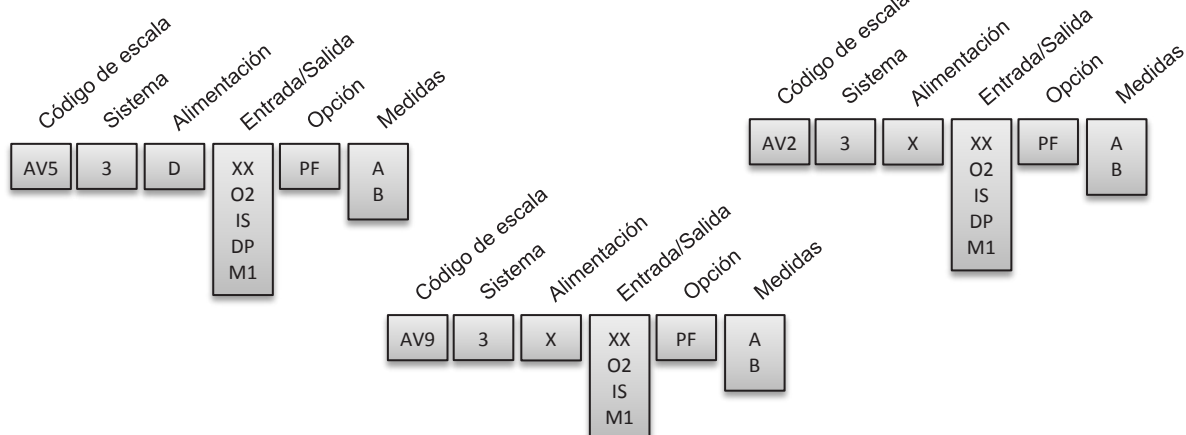 Código de escala
Sistema
Alimentación
Entrada/Salida
Opción
Medidas
AV5 3 D XX PF A
O2 B
IS
DP
M1
Código de escala
Sistema
Alimentación
Entrada/Salida
Opción
Medidas
AV2 3 X XX PF A
O2 B
IS
DP
M1
Código de escala
Sistema
Alimentación
Entrada/Salida
Opción
Medidas
AV9 3 X XX PF A
O2 B
IS
M1